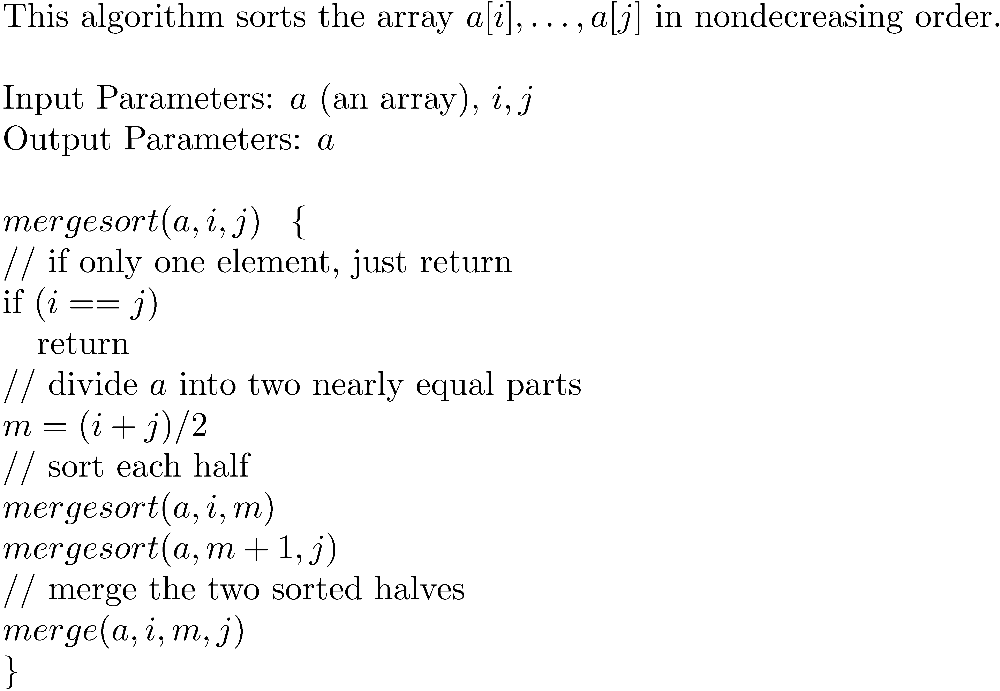 This algorithm sorts the array a[i], . . . , a[j] in nondecreasing order.
Input Parameters: a (an array), i, j
Output Parameters: a
mergesort(a, i, j) {
// if only one element, just return
if (i == j)
return
// divide a into two nearly equal parts
m = (i + j)/2
// sort each half
mergesort(a, i, m)
mergesort(a, m + 1, j)
// merge the two sorted halves
merge(a, i, m, j)
}